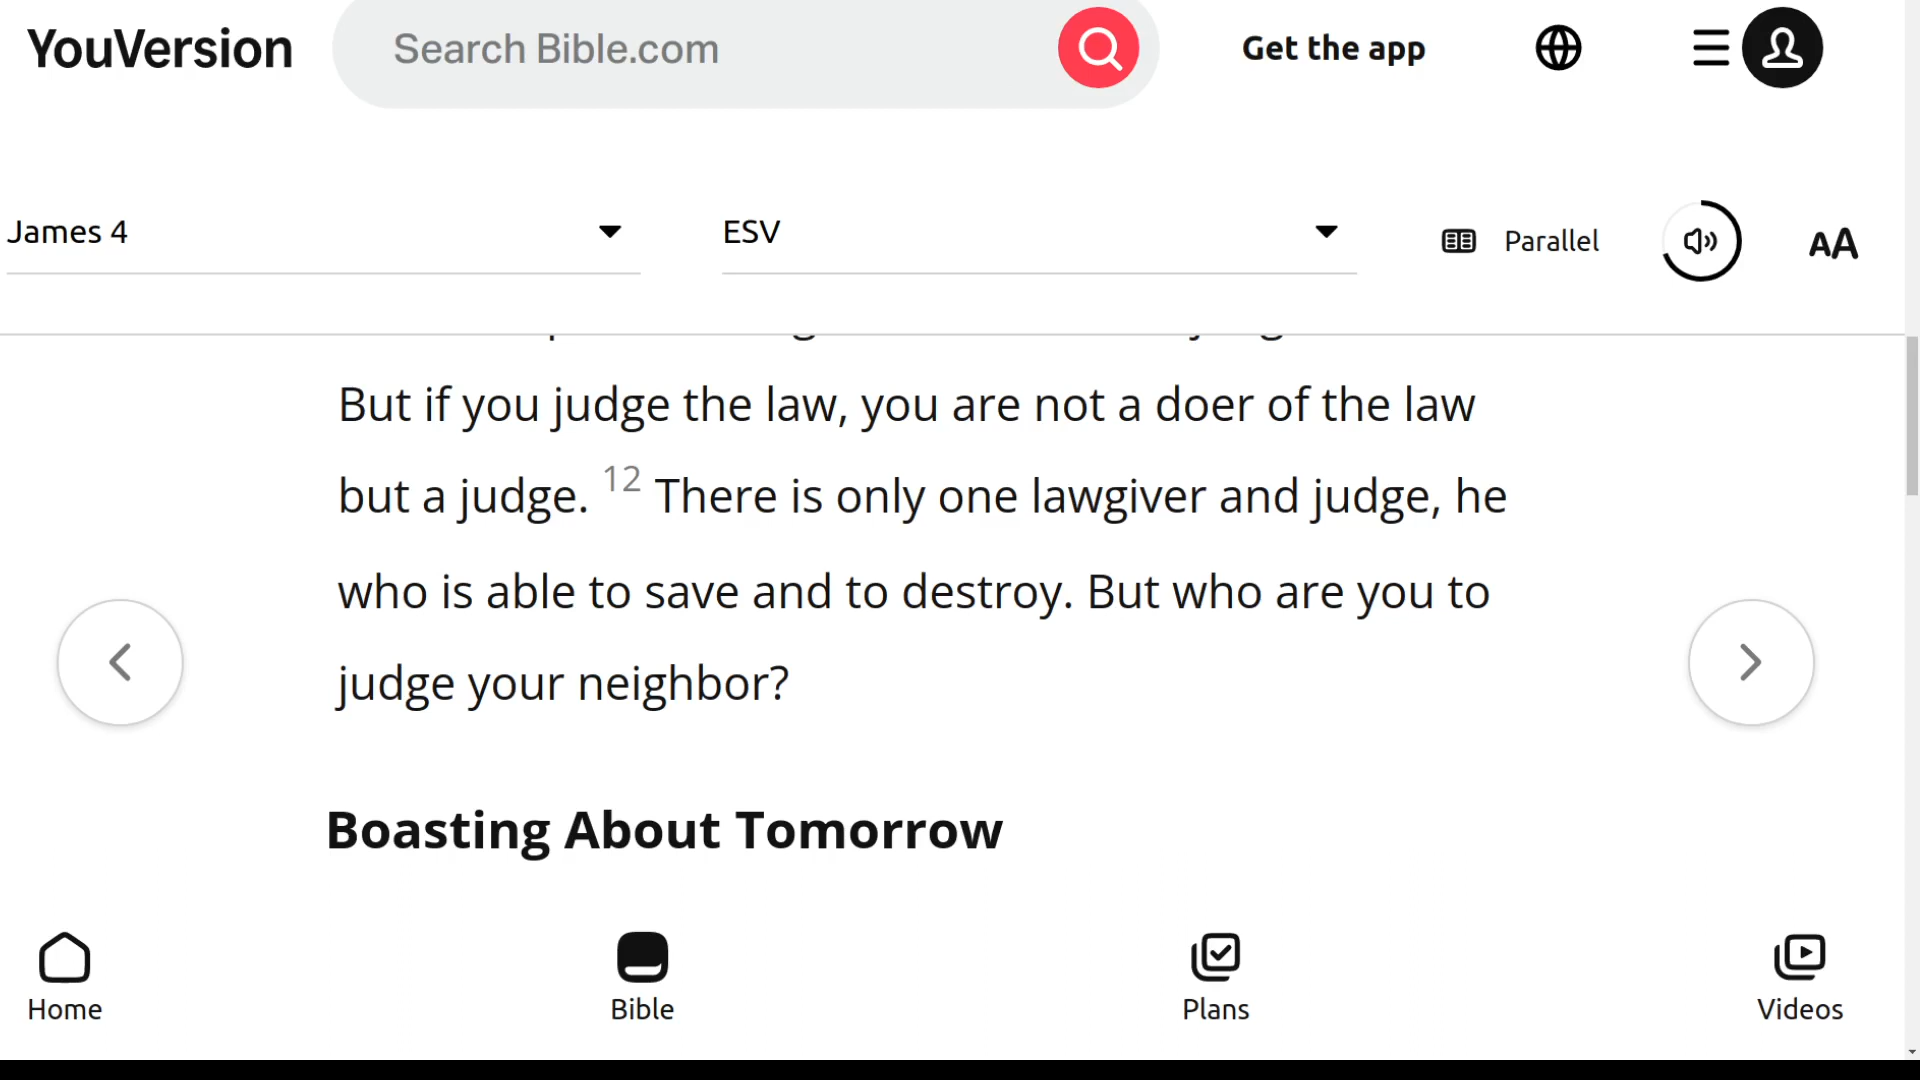 YouVersion
Search Bible.com
Get the app
James 4
ESV
Parallel
AA
But if you judge the law, you are not a doer of the law
but a judge. 12 There is only one lawgiver and judge, he
who is able to save and to destroy. But who are you to
judge your neighbor?
Boasting About Tomorrow
Home
Bible
Plans
Videos